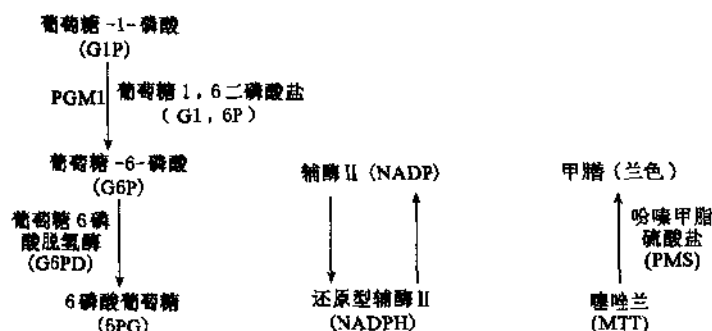 葡萄糖-1-磷酸
(G1P)
PGM1 葡萄糖1,6二磷酸盐
(G1,6P)
葡萄糖-6-磷酸
(G6P)
辅酶Ⅱ(NADP)
甲腊(兰色)
葡萄糖6磷
酸脱氢酶
(G6PD)
吩嗪甲脂
硫酸盐
(PMS)
6磷酸葡萄糖
(6PG)
还原型辅酶Ⅱ
(NADPH)
噻唑兰
(MTT)